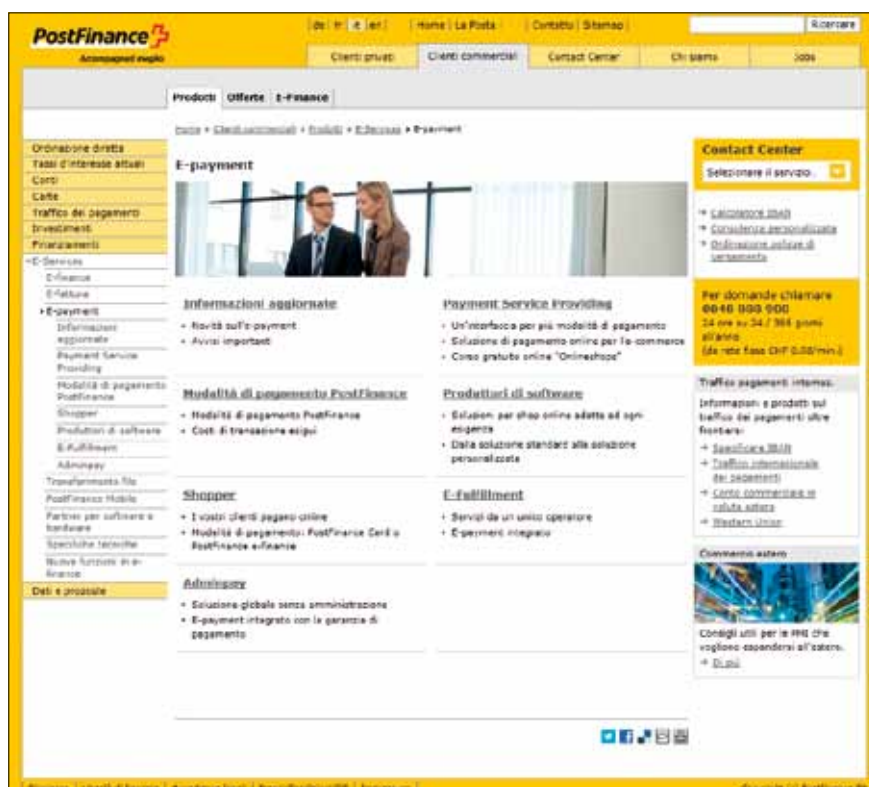 PostFinance
Accompagnati meglio
de | fr | it | en | Home | La Posta | Contatto | Sitemap | Ricercare
Clienti privati Clienti commerciali Contact Center Chi siamo Jobs
Prodotti Offerte E-Finance
Home Clienti commerciali Prodotti E-Services E-payment
Ordinazione diretta
Tassi d'interesse attuali
Conti
Carte
Traffico dei pagamenti
Investimenti
Finanziamenti
E-Services
E-finance
E-fattura
E-payment
Informazioni
aggiornate
Payment Service
Providing
Modalità di pagamento
PostFinance
Shopper
Produttori di software
E-Fulfillment
Adminpay
Transferimento file
PostFinance Mobile
Partner per software e
hardware
Specifiche tecniche
Nuove funzioni in e-
finance
Dati e proposte
E-payment
Informazioni aggiornate
• Novità sull'e-payment
• Avvisi importanti
Payment Service Providing
• Un'interfaccia per più modalità di pagamento
• Soluzione di pagamento online per l'e-commerce
• Corso gratuito online "Onlineshops"
Modalità di pagamento PostFinance
• Modalità di pagamento PostFinance
• Costi di transazione esigui
Produttori di software
• Soluzioni per shop online adatte ad ogni
esigenza
• Dalla soluzione standard alla soluzione
personalizzata
Shopper
• I vostri clienti pagano online
• Modalità di pagamento: PostFinance Card o
PostFinance e-finance
E-Fulfillment
• Servizi da un unico operatore
• E-payment integrato
Adminpay
• Soluzione globale senza amministrazione
• E-payment integrato con la garanzia di
pagamento
Contact Center
Selezionare il servizio..
Calcolatore IBAN
Consulenza personalizzata
Ordinazione polizze di
versamento
Per domande chiamare
0848 888 900
24 ore su 24 / 365 giorni
all'anno
(da rete fissa CHF 0.08/min.)
Traffico pagamenti internaz.
Informazioni e prodotti sul
traffico dei pagamenti oltre
frontiera:
Specificare IBAN
Traffico internazionale
dei pagamenti
Conto commerciale in
valuta estera
Western Union
Commercio estero
Consigli utili per le PMI che
vogliono espandersi all'estero.
Di più